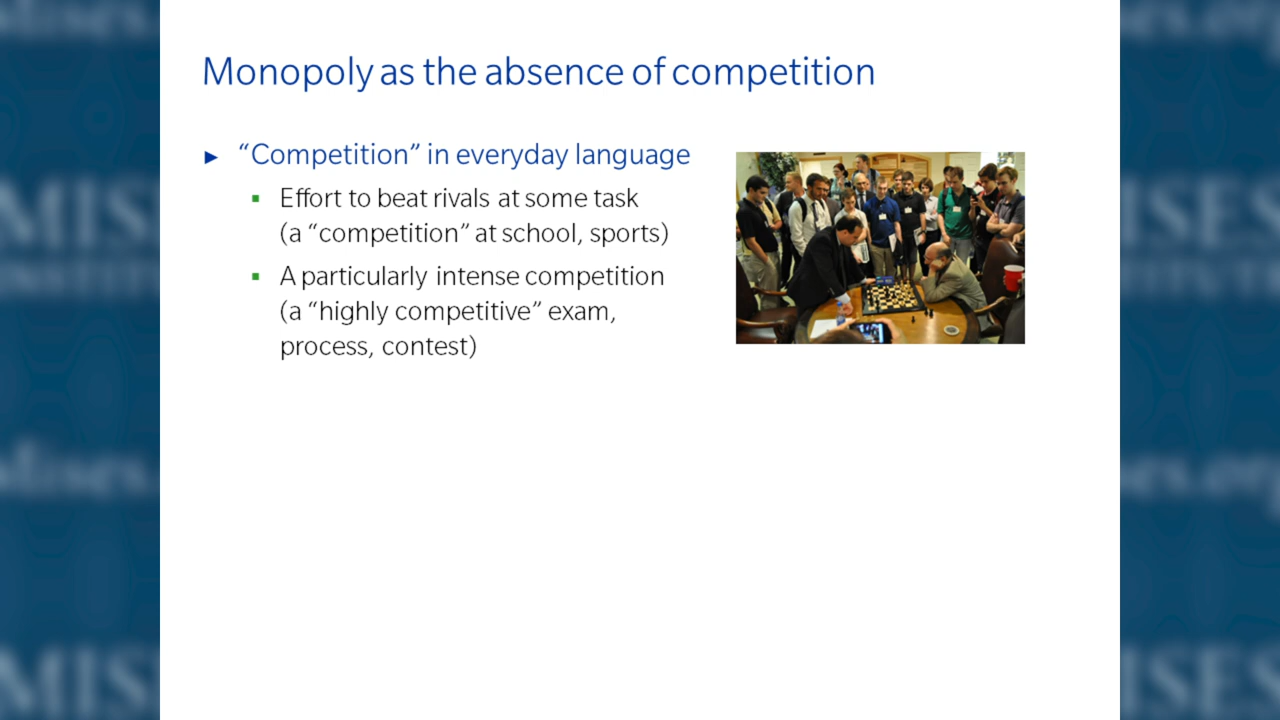 Monopoly as the absence of competition
► “Competition” in everyday language
▪ Effort to beat rivals at some task
(a “competition” at school, sports)
▪ A particularly intense competition
(a “highly competitive” exam,
process, contest)